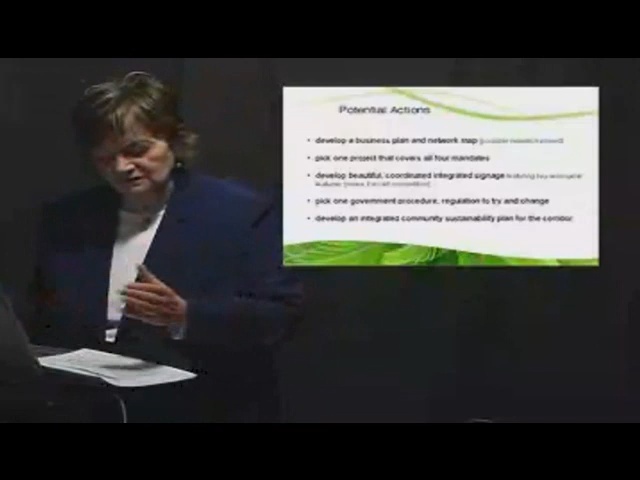 Potential Actions
• develop a business plan and network map
• pick one project that covers all four mandates
• develop beautiful, coordinated integrated signage featuring
• pick one government procedure, regulation to try and change
• develop an integrated community sustainability plan for the corridor